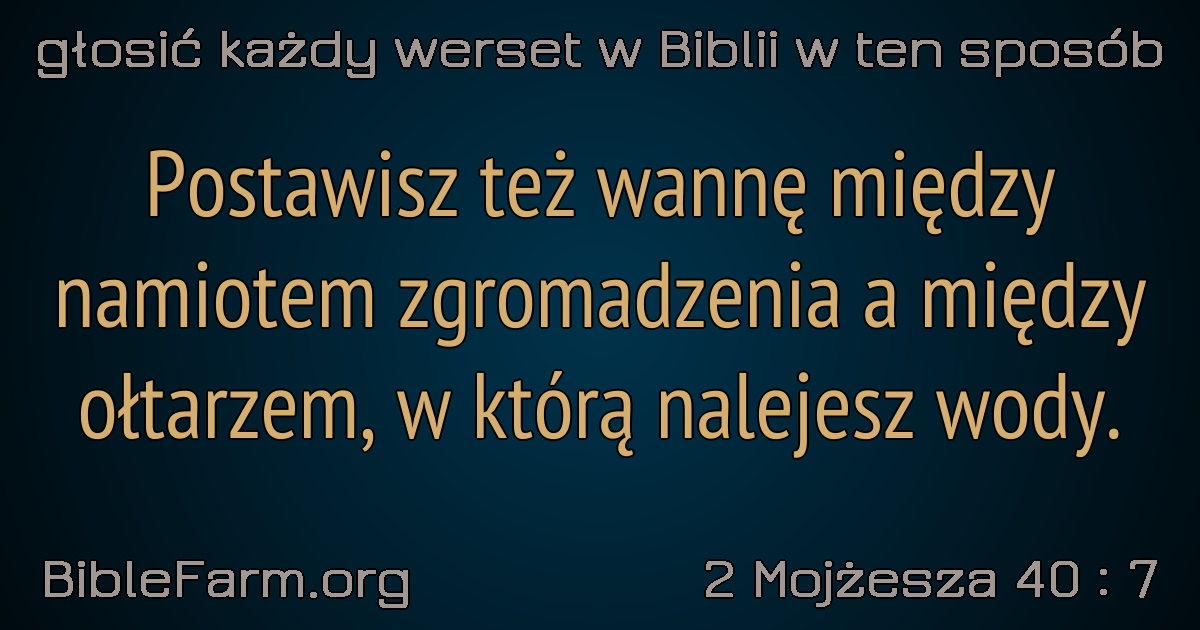 głosić każdy werset w Biblii w ten sposób
Postawisz też wannę między
namiotem zgromadzenia a między
ołtarzem, w którą nalejesz wody.
BibleFarm.org
2 Mojżesza 40 : 7